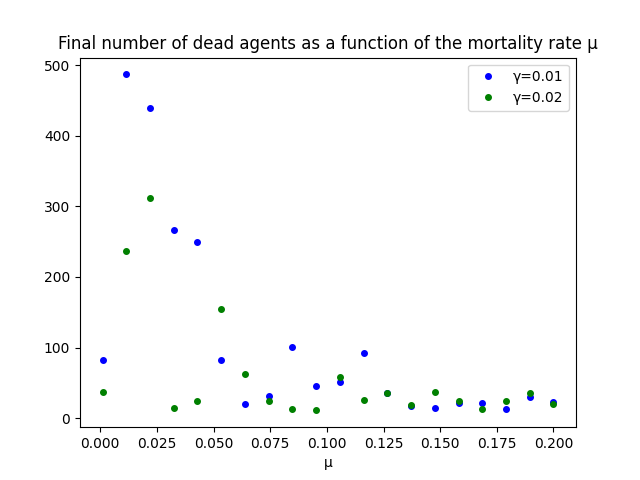 Final number of dead agents as a function of the mortality rate μ
γ=0.01
γ=0.02
500
400
300
200
100
0
0.000 0.025 0.050 0.075 0.100 0.125 0.150 0.175 0.200
μ